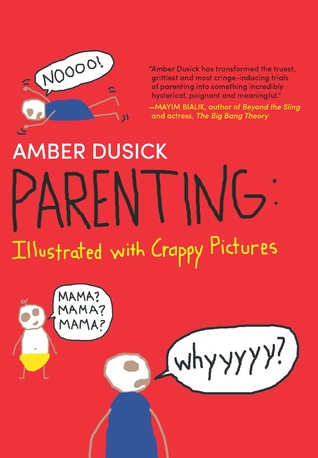 NOOOO!
"Amber Dusick has transformed the truest,
grittiest and most cringe-inducing trials
of parenting into something incredibly
hysterical, poignant and meaningful."
—MAYIM BIALIK, author of Beyond the Sling
and actress, The Big Bang Theory
AMBER DUSICK
PARENTING:
Illustrated with Crappy Pictures
MAMA?
MAMA?
MAMA?
whyyyyy?